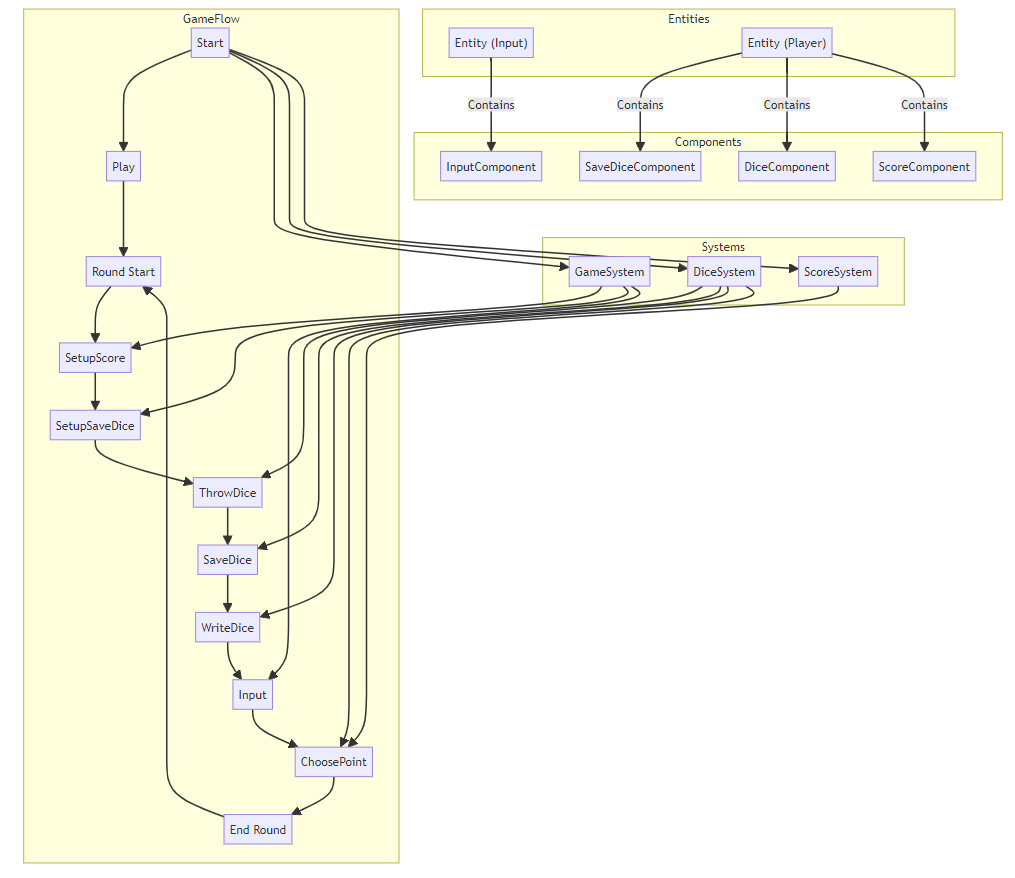 GameFlow
Start
Play
Round Start
SetupScore
SetupSaveDice
ThrowDice
SaveDice
WriteDice
Input
ChoosePoint
End Round
Entities
Entity (Input)
Entity (Player)
Contains
Contains
Contains
Contains
Components
InputComponent
SaveDiceComponent
DiceComponent
ScoreComponent
Systems
GameSystem
DiceSystem
ScoreSystem